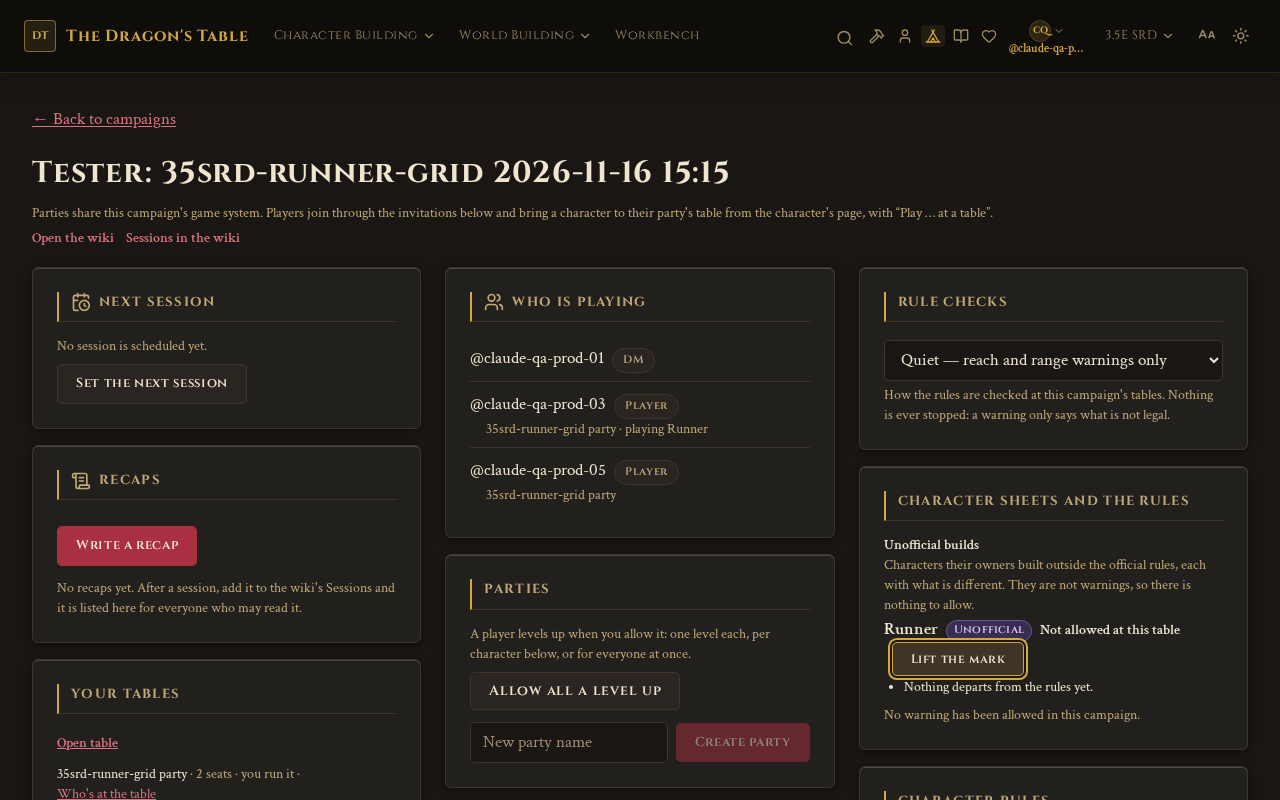 DT The Dragon's Table Character Building World Building Workbench CQ 3.5E SRD AA
@claude-qa-p…
← Back to campaigns
Tester: 35srd-runner-grid 2026-11-16 15:15
Parties share this campaign's game system. Players join through the invitations below and bring a character to their party's table from the character's page, with “Play … at a table”.
Open the wiki Sessions in the wiki
Next Session
No session is scheduled yet.
Set the next session
Recaps
Write a recap
No recaps yet. After a session, add it to the wiki's Sessions and
it is listed here for everyone who may read it.
Your Tables
Open table
35srd-runner-grid party · 2 seats · you run it ·
Who's at the table
Who Is Playing
@claude-qa-prod-01 DM
@claude-qa-prod-03 Player
35srd-runner-grid party · playing Runner
@claude-qa-prod-05 Player
35srd-runner-grid party
Parties
A player levels up when you allow it: one level each, per
character below, or for everyone at once.
Allow all a level up
New party name Create party
Rule Checks
Quiet — reach and range warnings only
How the rules are checked at this campaign's tables. Nothing
is ever stopped: a warning only says what is not legal.
Character Sheets and the Rules
Unofficial builds
Characters their owners built outside the official rules, each
with what is different. They are not warnings, so there is
nothing to allow.
Runner Unofficial Not allowed at this table
Lift the mark
• Nothing departs from the rules yet.
No warning has been allowed in this campaign.
Character Rules